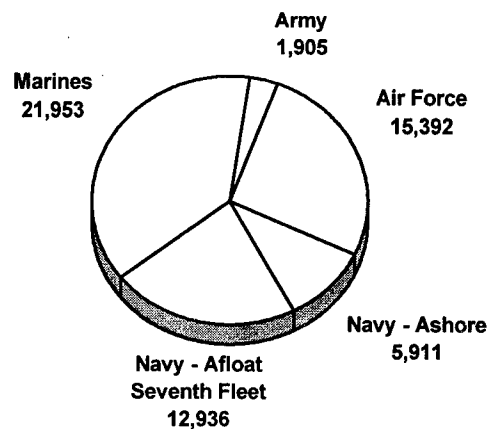 Army
1,905
Marines
21,953
Air Force
15,392
Navy - Ashore
5,911
Navy - Afloat
Seventh Fleet
12,936